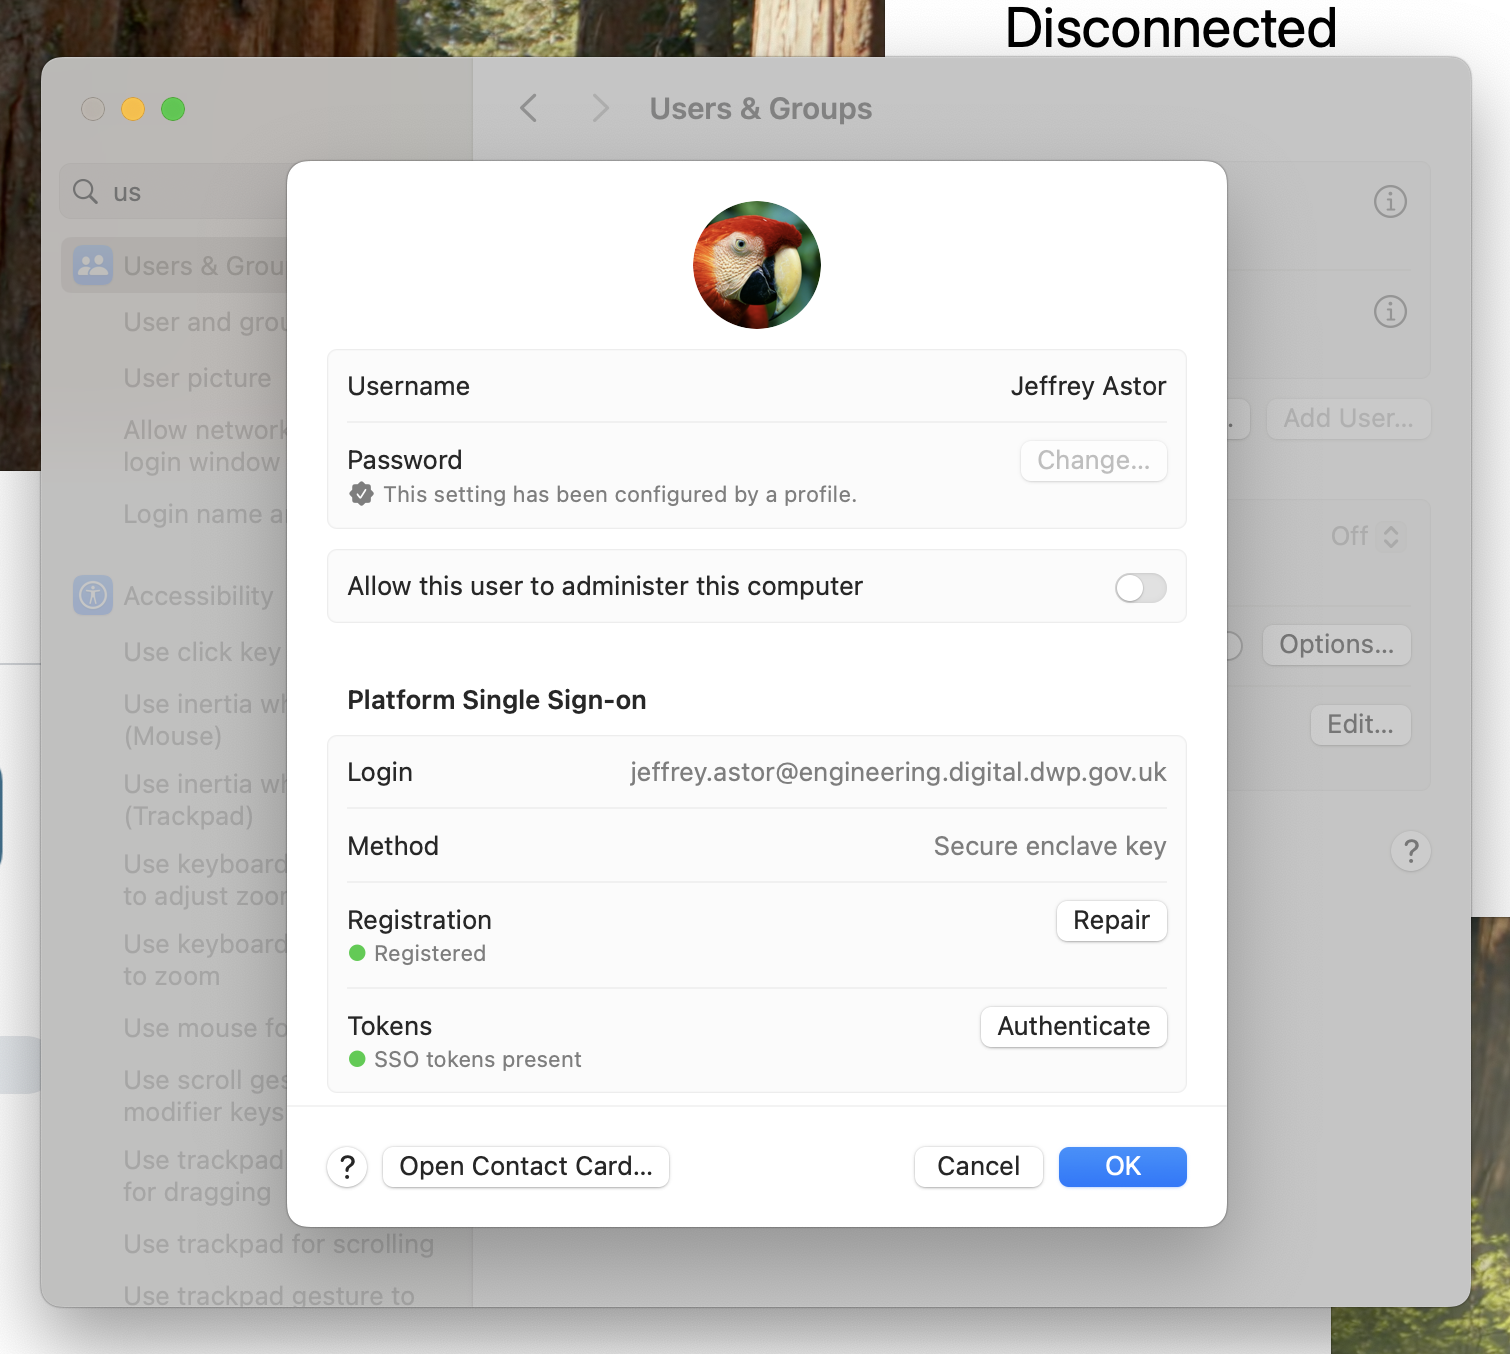 Disconnected
Users & Groups
us
Users & Grou
User and grou
User picture
Allow network
login window
Login name a
Accessibility
Use click key
Use inertia wh
(Mouse)
Use inertia wh
(Trackpad)
Use keyboard
to adjust zoo
Use keyboard
to zoom
Use mouse fo
Use scroll ges
modifier keys
Use trackpad
for dragging
Use trackpad for scrolling
Use trackpad gesture to
Username
Jeffrey Astor
Password
Change...
This setting has been configured by a profile.
Allow this user to administer this computer
Platform Single Sign-on
Login
jeffrey.astor@engineering.digital.dwp.gov.uk
Method
Secure enclave key
Registration
Repair
Registered
Tokens
Authenticate
SSO tokens present
?
Open Contact Card...
Cancel
OK
Add User...
Off
Options...
Edit...
?